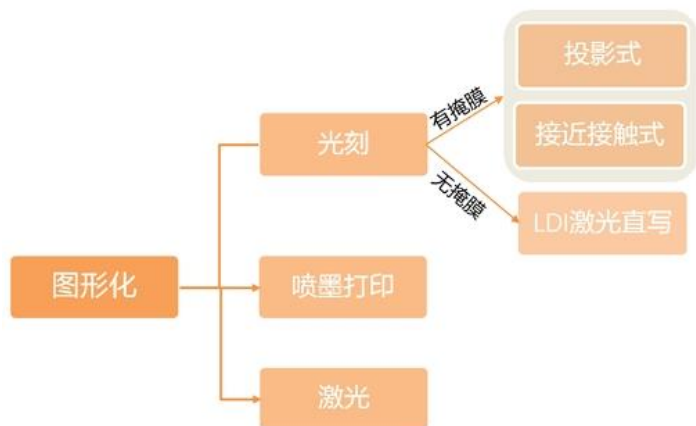 投影式
有掩膜
接近接触式
光刻
无掩膜
LDI激光直写
图形化
喷墨打印
激光